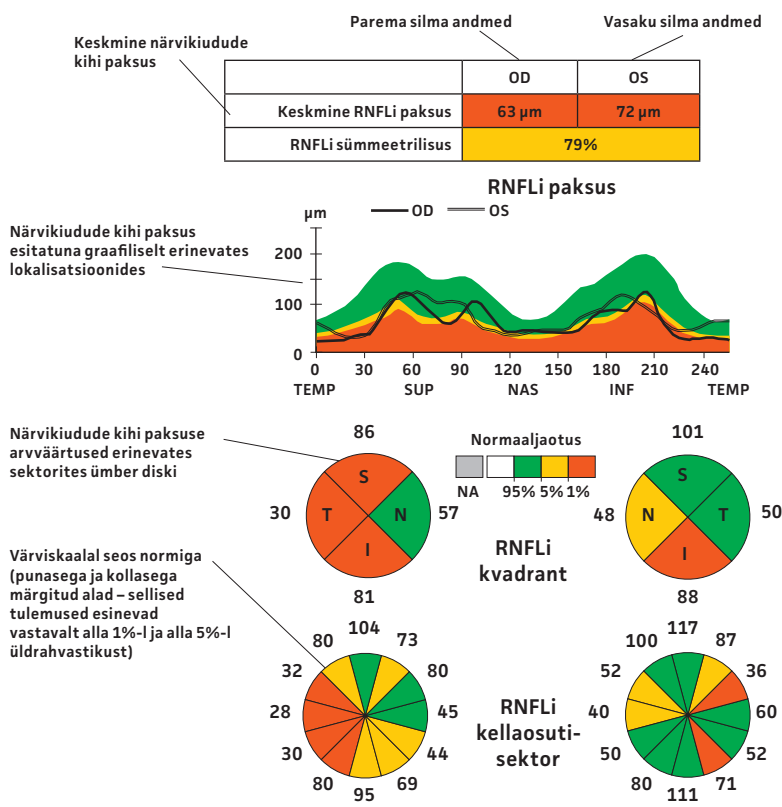 Parema silma andmed
Vasaku silma andmed
Keskmine närvikiudude
kihi paksus
OD
OS
Keskmine RNFLi paksus
63 µm
72 µm
RNFLi sümmeetrilisus
79%
RNFLi paksus
µm
OD
OS
Närvikiudude kihi paksus
esitatuna graafiliselt erinevates
lokalisatsioonides
200
100
0
0 30 60 90 120 150 180 210 240
TEMP SUP NAS INF TEMP
Närvikiudude kihi paksuse
arvväärtused erinevates
sektorites ümber diski
86
S
30
T
N
57
I
81
Normaaljaotus
NA 95% 5% 1%
RNFLi
kvadrant
101
S
48
N
T
50
I
88
Värviskaalal seos normiga
(punasega ja kollasega
märgitud alad – sellised
tulemused esinevad
vastavalt alla 1%-l ja alla 5%-l
üldrahvastikust)
80 104 73
32 80
28 45
30 44
80 95 69
RNFLi
kellaosuti-
sektor
100 117 87
52 36
40 60
50 52
80 111 71